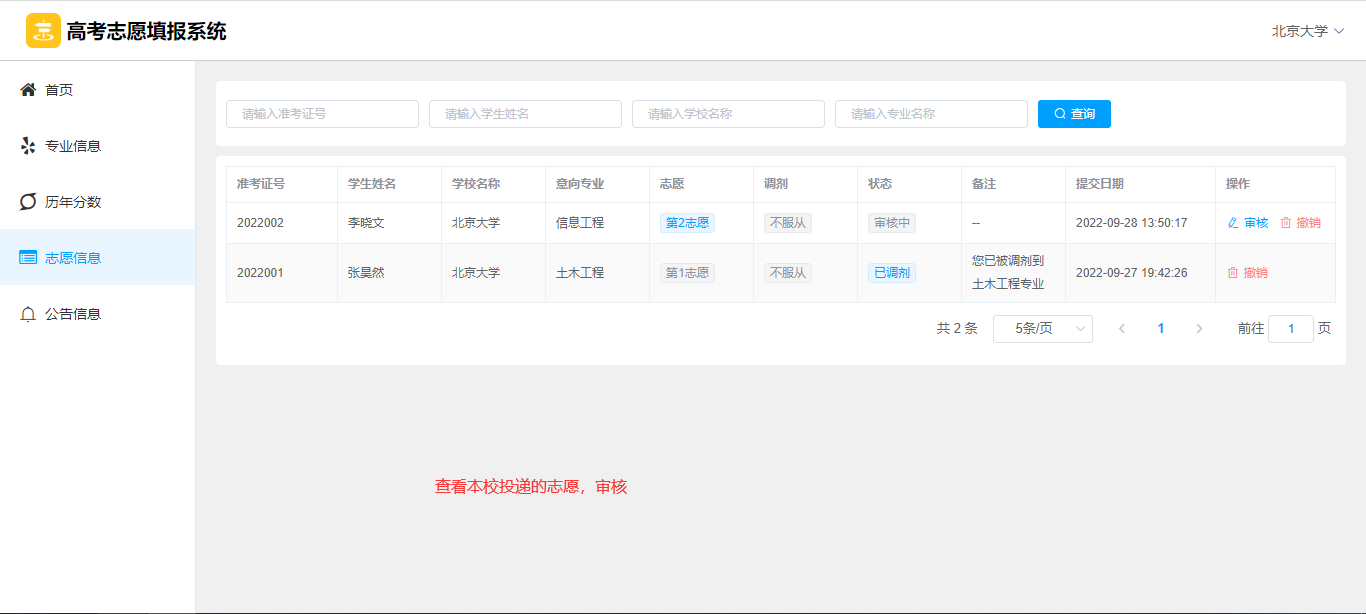 高考志愿填报系统
北京大学
首页
专业信息
历年分数
志愿信息
公告信息
请输入准考证号 请输入学生姓名 请输入学校名称 请输入专业名称 查询
准考证号 学生姓名 学校名称 意向专业 志愿 调剂 状态 备注 提交日期 操作
2022002 李晓文 北京大学 信息工程 第2志愿 不服从 审核中 -- 2022-09-28 13:50:17 审核 撤销
2022001 张昊然 北京大学 土木工程 第1志愿 不服从 已调剂 您已被调剂到 2022-09-27 19:42:26 撤销
土木工程专业
共 2 条 5条/页 1 前往 1 页
查看本校投递的志愿，审核